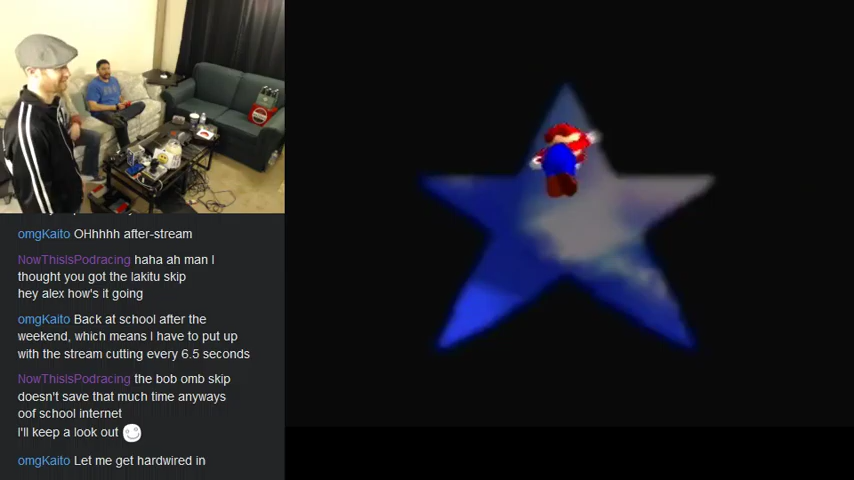 omgKaito OHhhhh after-stream
NowThisIsPodracing haha ah man I
thought you got the lakitu skip
hey alex how's it going
omgKaito Back at school after the
weekend, which means I have to put up
with the stream cutting every 6.5 seconds
NowThisIsPodracing the bob omb skip
doesn't save that much time anyways
oof school internet
I'll keep a look out
omgKaito Let me get hardwired in